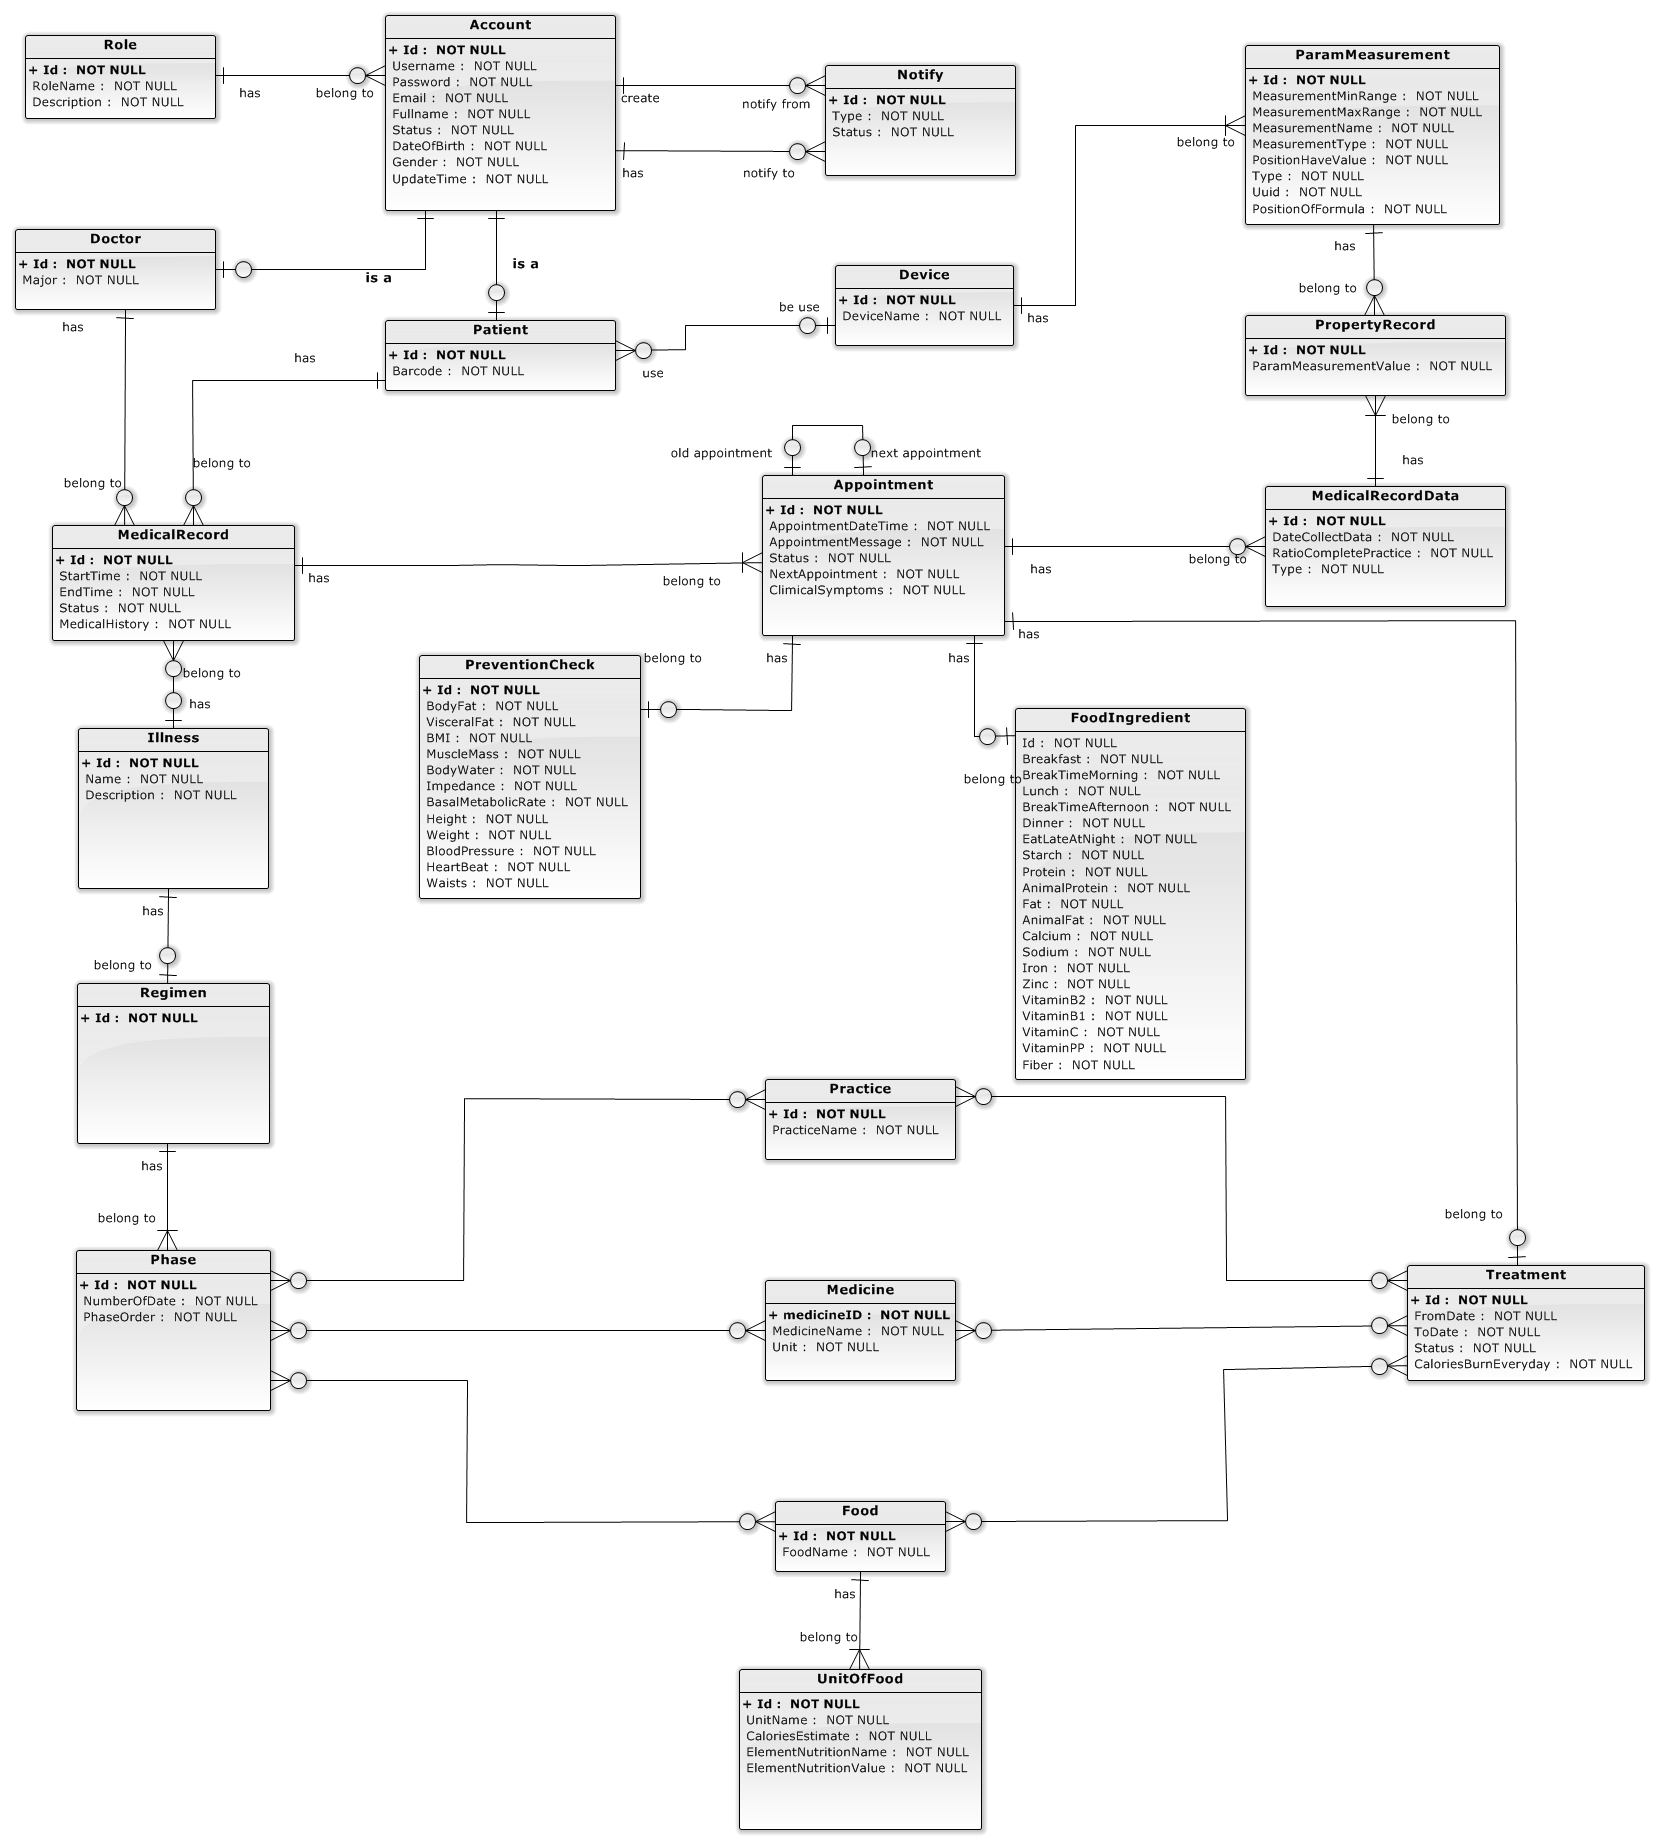 Role
+ Id :  NOT NULL
RoleName :  NOT NULL
Description :  NOT NULL
has
belong to
Account
+ Id :  NOT NULL
Username :  NOT NULL
Password :  NOT NULL
Email :  NOT NULL
Fullname :  NOT NULL
Status :  NOT NULL
DateOfBirth :  NOT NULL
Gender :  NOT NULL
UpdateTime :  NOT NULL
create
notify from
has
notify to
Notify
+ Id :  NOT NULL
Type :  NOT NULL
Status :  NOT NULL
ParamMeasurement
+ Id :  NOT NULL
MeasurementMinRange :  NOT NULL
MeasurementMaxRange :  NOT NULL
MeasurementName :  NOT NULL
MeasurementType :  NOT NULL
PositionHaveValue :  NOT NULL
Type :  NOT NULL
Uuid :  NOT NULL
PositionOfFormula :  NOT NULL
belong to
has
belong to
Doctor
+ Id :  NOT NULL
Major :  NOT NULL
is a
is a
has
Device
+ Id :  NOT NULL
DeviceName :  NOT NULL
has
be use
use
Patient
+ Id :  NOT NULL
Barcode :  NOT NULL
has
PropertyRecord
+ Id :  NOT NULL
ParamMeasurementValue :  NOT NULL
belong to
has
belong to
belong to
old appointment
next appointment
MedicalRecord
+ Id :  NOT NULL
StartTime :  NOT NULL
EndTime :  NOT NULL
Status :  NOT NULL
MedicalHistory :  NOT NULL
has
belong to
Appointment
+ Id :  NOT NULL
AppointmentDateTime :  NOT NULL
AppointmentMessage :  NOT NULL
Status :  NOT NULL
NextAppointment :  NOT NULL
ClimicalSymptoms :  NOT NULL
has
belong to
MedicalRecordData
+ Id :  NOT NULL
DateCollectData :  NOT NULL
RatioCompletePractice :  NOT NULL
Type :  NOT NULL
has
has
has
belong to
belong to
has
PreventionCheck
+ Id :  NOT NULL
BodyFat :  NOT NULL
VisceralFat :  NOT NULL
BMI :  NOT NULL
MuscleMass :  NOT NULL
BodyWater :  NOT NULL
Impedance :  NOT NULL
BasalMetabolicRate :  NOT NULL
Height :  NOT NULL
Weight :  NOT NULL
BloodPressure :  NOT NULL
HeartBeat :  NOT NULL
Waists :  NOT NULL
belong to
FoodIngredient
Id :  NOT NULL
Breakfast :  NOT NULL
BreakTimeMorning :  NOT NULL
Lunch :  NOT NULL
BreakTimeAfternoon :  NOT NULL
Dinner :  NOT NULL
EatLateAtNight :  NOT NULL
Starch :  NOT NULL
Protein :  NOT NULL
AnimalProtein :  NOT NULL
Fat :  NOT NULL
AnimalFat :  NOT NULL
Calcium :  NOT NULL
Sodium :  NOT NULL
Iron :  NOT NULL
Zinc :  NOT NULL
VitaminB2 :  NOT NULL
VitaminB1 :  NOT NULL
VitaminC :  NOT NULL
VitaminPP :  NOT NULL
Fiber :  NOT NULL
Illness
+ Id :  NOT NULL
Name :  NOT NULL
Description :  NOT NULL
has
belong to
Regimen
+ Id :  NOT NULL
has
belong to
Practice
+ Id :  NOT NULL
PracticeName :  NOT NULL
belong to
Phase
+ Id :  NOT NULL
NumberOfDate :  NOT NULL
PhaseOrder :  NOT NULL
Medicine
+ medicineID :  NOT NULL
MedicineName :  NOT NULL
Unit :  NOT NULL
Treatment
+ Id :  NOT NULL
FromDate :  NOT NULL
ToDate :  NOT NULL
Status :  NOT NULL
CaloriesBurnEveryday :  NOT NULL
Food
+ Id :  NOT NULL
FoodName :  NOT NULL
has
belong to
UnitOfFood
+ Id :  NOT NULL
UnitName :  NOT NULL
CaloriesEstimate :  NOT NULL
ElementNutritionName :  NOT NULL
ElementNutritionValue :  NOT NULL